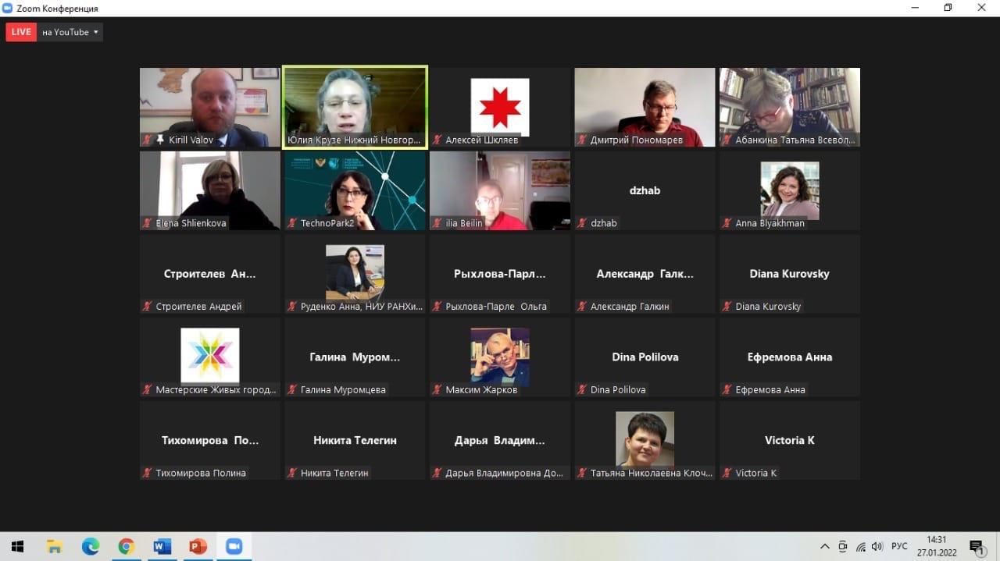 Zoom Конференция
LIVE на YouTube
Kirill Valov
Юлия Крузе Нижний Новгор...
Алексей Шкляев
Дмитрий Пономарев
Абанкина Татьяна Всевол...
Elena Shlienkova
TechnoPark2
ilia Beilin
dzhab
dzhab
Anna Blyakhman
Строителев Ан...
Строителев Андрей
Руденко Анна, НИУ РАНХи...
Рыхлова-Парл...
Рыхлова-Парле Ольга
Александр Галк...
Александр Галкин
Diana Kurovsky
Diana Kurovsky
Мастерские Живых город...
Галина Муром...
Галина Муромцева
Максим Жарков
Dina Polilova
Dina Polilova
Ефремова Анна
Ефремова Анна
Тихомирова По...
Тихомирова Полина
Никита Телегин
Никита Телегин
Дарья Владим...
Дарья Владимировна До...
Татьяна Николаевна Клоч...
Victoria K
Victoria K
РУС
14:31
27.01.2022
1